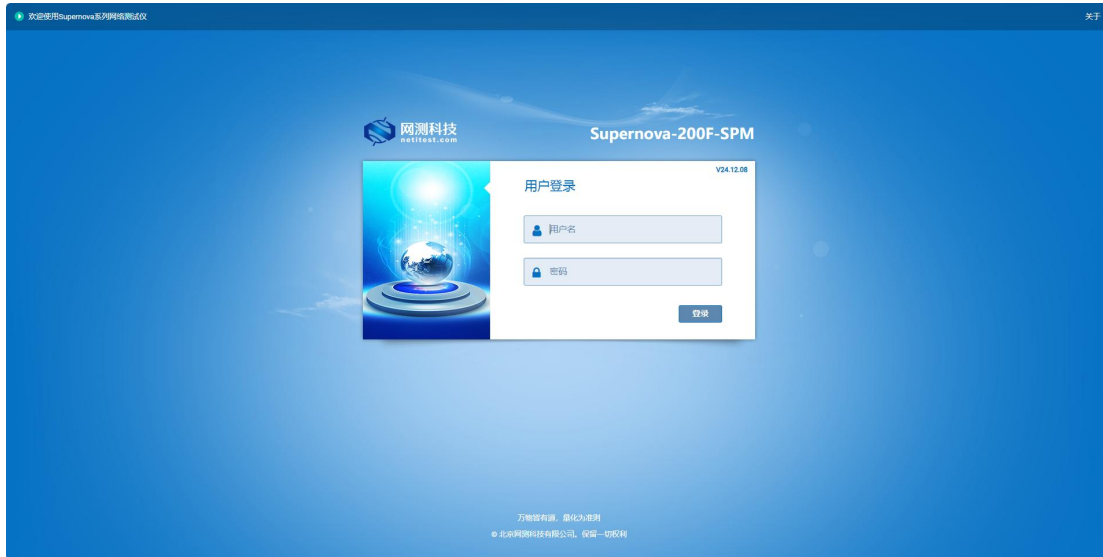 欢迎使用Supernova系列网络测试仪
关于
网测科技
netitest.com
Supernova-200F-SPM
V24.12.08
用户登录
用户名
密码
登录
万物皆有道，量化为准则
© 北京网测科技有限公司，保留一切权利